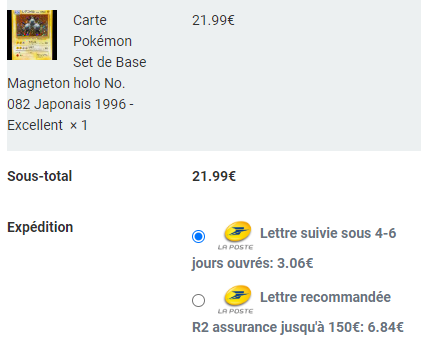 Carte
Pokémon
Set de Base
Magneton holo No.
082 Japonais 1996 -
Excellent × 1
21.99€
Sous-total
21.99€
Expédition
LA POSTE
Lettre suivie sous 4-6
jours ouvrés: 3.06€
LA POSTE
Lettre recommandée
R2 assurance jusqu'à 150€: 6.84€